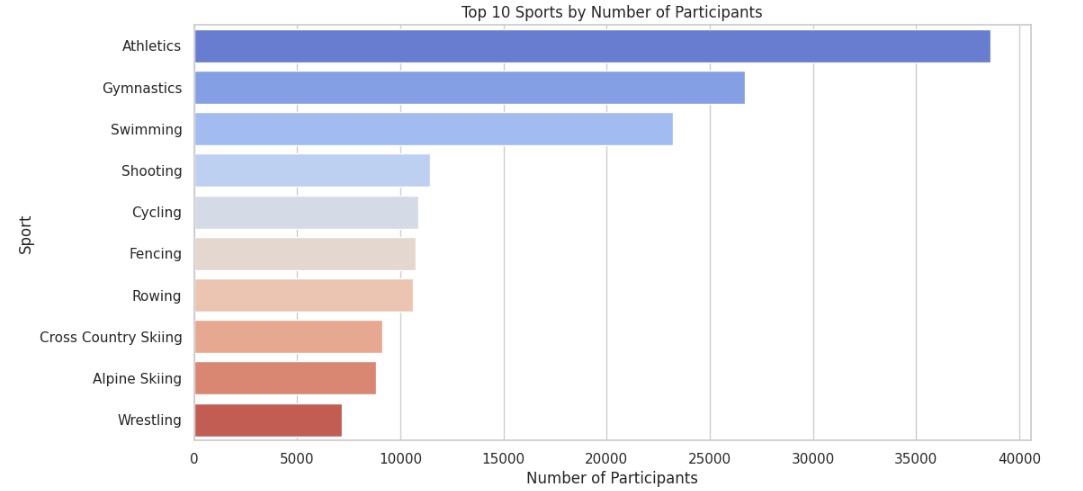 Top 10 Sports by Number of Participants
Sport
Athletics
Gymnastics
Swimming
Shooting
Cycling
Fencing
Rowing
Cross Country Skiing
Alpine Skiing
Wrestling
0 5000 10000 15000 20000 25000 30000 35000 40000
Number of Participants